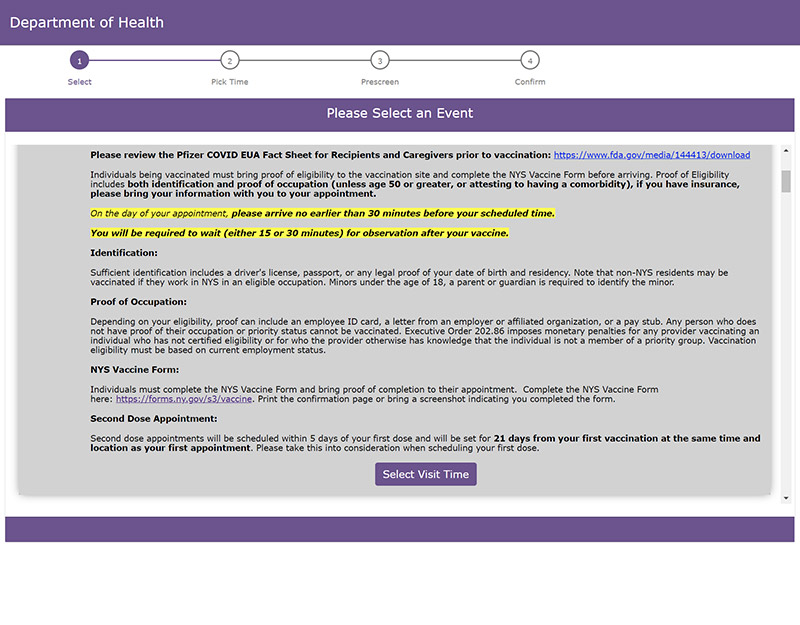 Department of Health
1 2 3 4
Select Pick Time Prescreen Confirm
Please Select an Event
Please review the Pfizer COVID EUA Fact Sheet for Recipients and Caregivers prior to vaccination: https://www.fda.gov/media/144413/download
Individuals being vaccinated must bring proof of eligibility to the vaccination site and complete the NYS Vaccine Form before arriving. Proof of Eligibility
includes both identification and proof of occupation (unless age 50 or greater, or attesting to having a comorbidity), if you have insurance,
please bring your information with you to your appointment.
On the day of your appointment, please arrive no earlier than 30 minutes before your scheduled time.
You will be required to wait (either 15 or 30 minutes) for observation after your vaccine.
Identification:
Sufficient identification includes a driver's license, passport, or any legal proof of your date of birth and residency. Note that non-NYS residents may be
vaccinated if they work in NYS in an eligible occupation. Minors under the age of 18, a parent or guardian is required to identify the minor.
Proof of Occupation:
Depending on your eligibility, proof can include an employee ID card, a letter from an employer or affiliated organization, or a pay stub. Any person who does
not have proof of their occupation or priority status cannot be vaccinated. Executive Order 202.86 imposes monetary penalties for any provider vaccinating an
individual who has not certified eligibility or for who the provider otherwise has knowledge that the individual is not a member of a priority group. Vaccination
eligibility must be based on current employment status.
NYS Vaccine Form:
Individuals must complete the NYS Vaccine Form and bring proof of completion to their appointment. Complete the NYS Vaccine Form
here: https://forms.ny.gov/s3/vaccine. Print the confirmation page or bring a screenshot indicating you completed the form.
Second Dose Appointment:
Second dose appointments will be scheduled within 5 days of your first dose and will be set for 21 days from your first vaccination at the same time and
location as your first appointment. Please take this into consideration when scheduling your first dose.
Select Visit Time